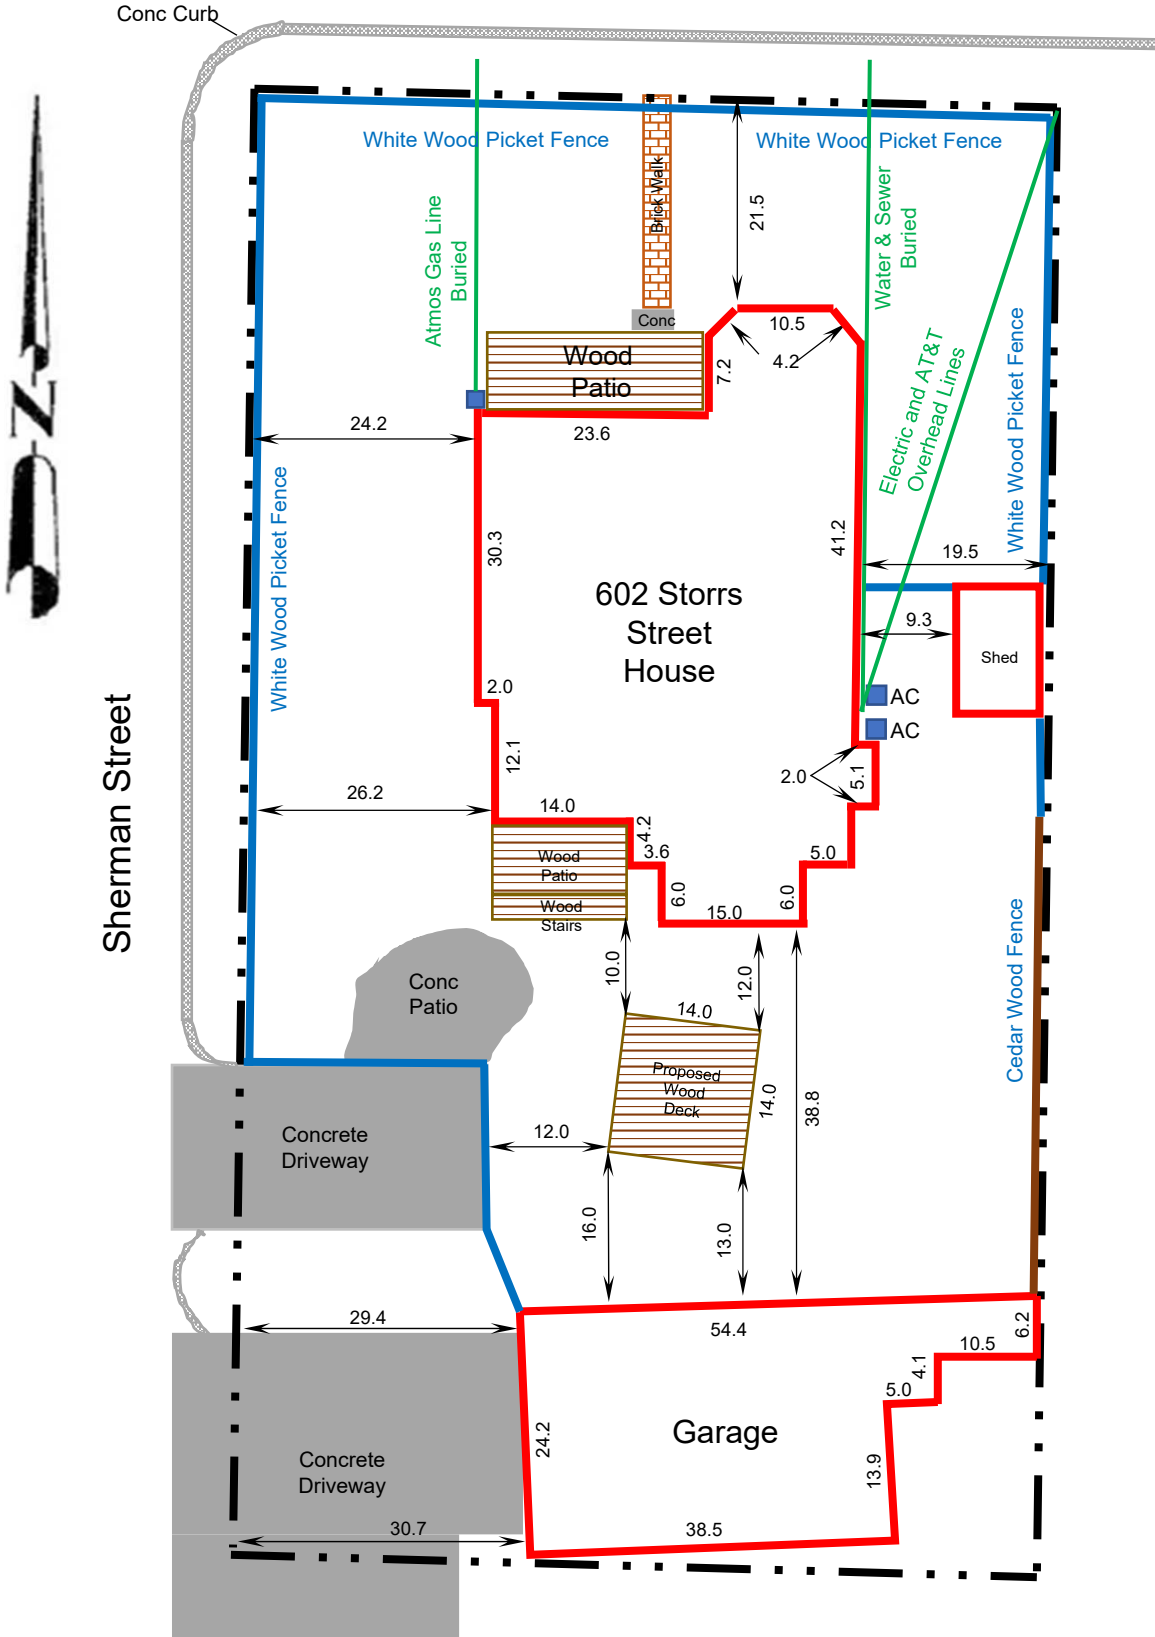 Conc Curb
White Wood Picket Fence
White Wood Picket Fence
Brick Walk
21.5
Atmos Gas Line
Buried
Water & Sewer
Buried
Conc
10.5
4.2
7.2
Wood
Patio
Electric and AT&T
Overhead Lines
White Wood Picket Fence
N
24.2
23.6
White Wood Picket Fence
30.3
41.2
19.5
602 Storrs
Street
House
9.3
Shed
2.0
AC
AC
Sherman Street
12.1
2.0
5.1
26.2
14.0
4.2
3.6
5.0
Wood
Patio
6.0
6.0
Wood
Stairs
15.0
Conc
Patio
10.0
12.0
Cedar Wood Fence
14.0
Proposed
Wood
Deck
14.0
38.8
Concrete
Driveway
12.0
16.0
13.0
29.4
54.4
6.2
10.5
4.1
5.0
Garage
24.2
13.9
Concrete
Driveway
30.7
38.5